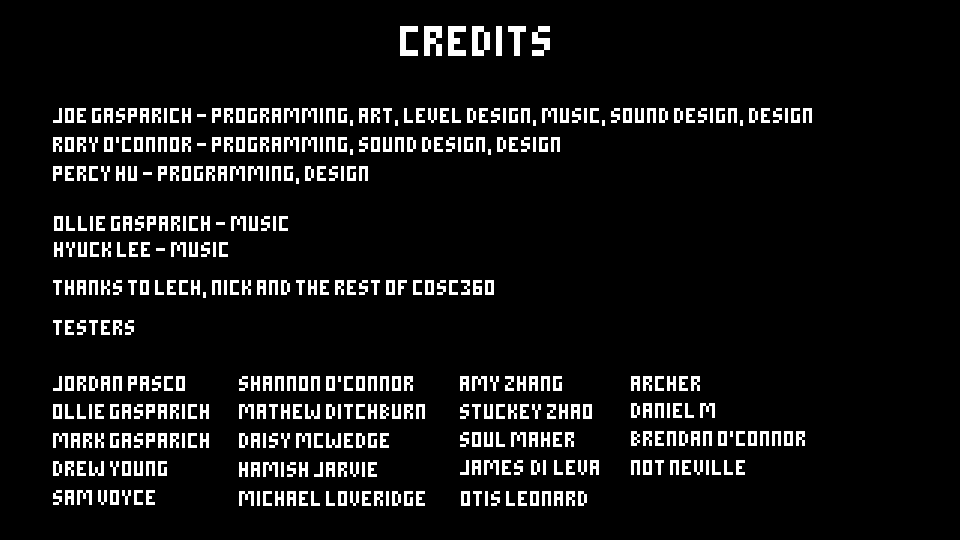 CREDITS
JOE GASPARICH - PROGRAMMING, ART, LEVEL DESIGN, MUSIC, SOUND DESIGN, DESIGN
RORY O'CONNOR - PROGRAMMING, SOUND DESIGN, DESIGN
PERCY HU - PROGRAMMING, DESIGN
OLLIE GASPARICH - MUSIC
HYUCK LEE - MUSIC
THANKS TO LECH, NICK AND THE REST OF COSC360
TESTERS
JORDAN PASCO SHANNON O'CONNOR AMY ZHANG ARCHER
OLLIE GASPARICH MATHEW DITCHBURN STUCKEY ZHAO DANIEL M
MARK GASPARICH DAISY MCWEDGE SOUL MAHER BRENDAN O'CONNOR
DREW YOUNG HAMISH JARVIE JAMES DI LEVA NOT NEVILLE
SAM VOYCE MICHAEL LOVERIDGE OTIS LEONARD